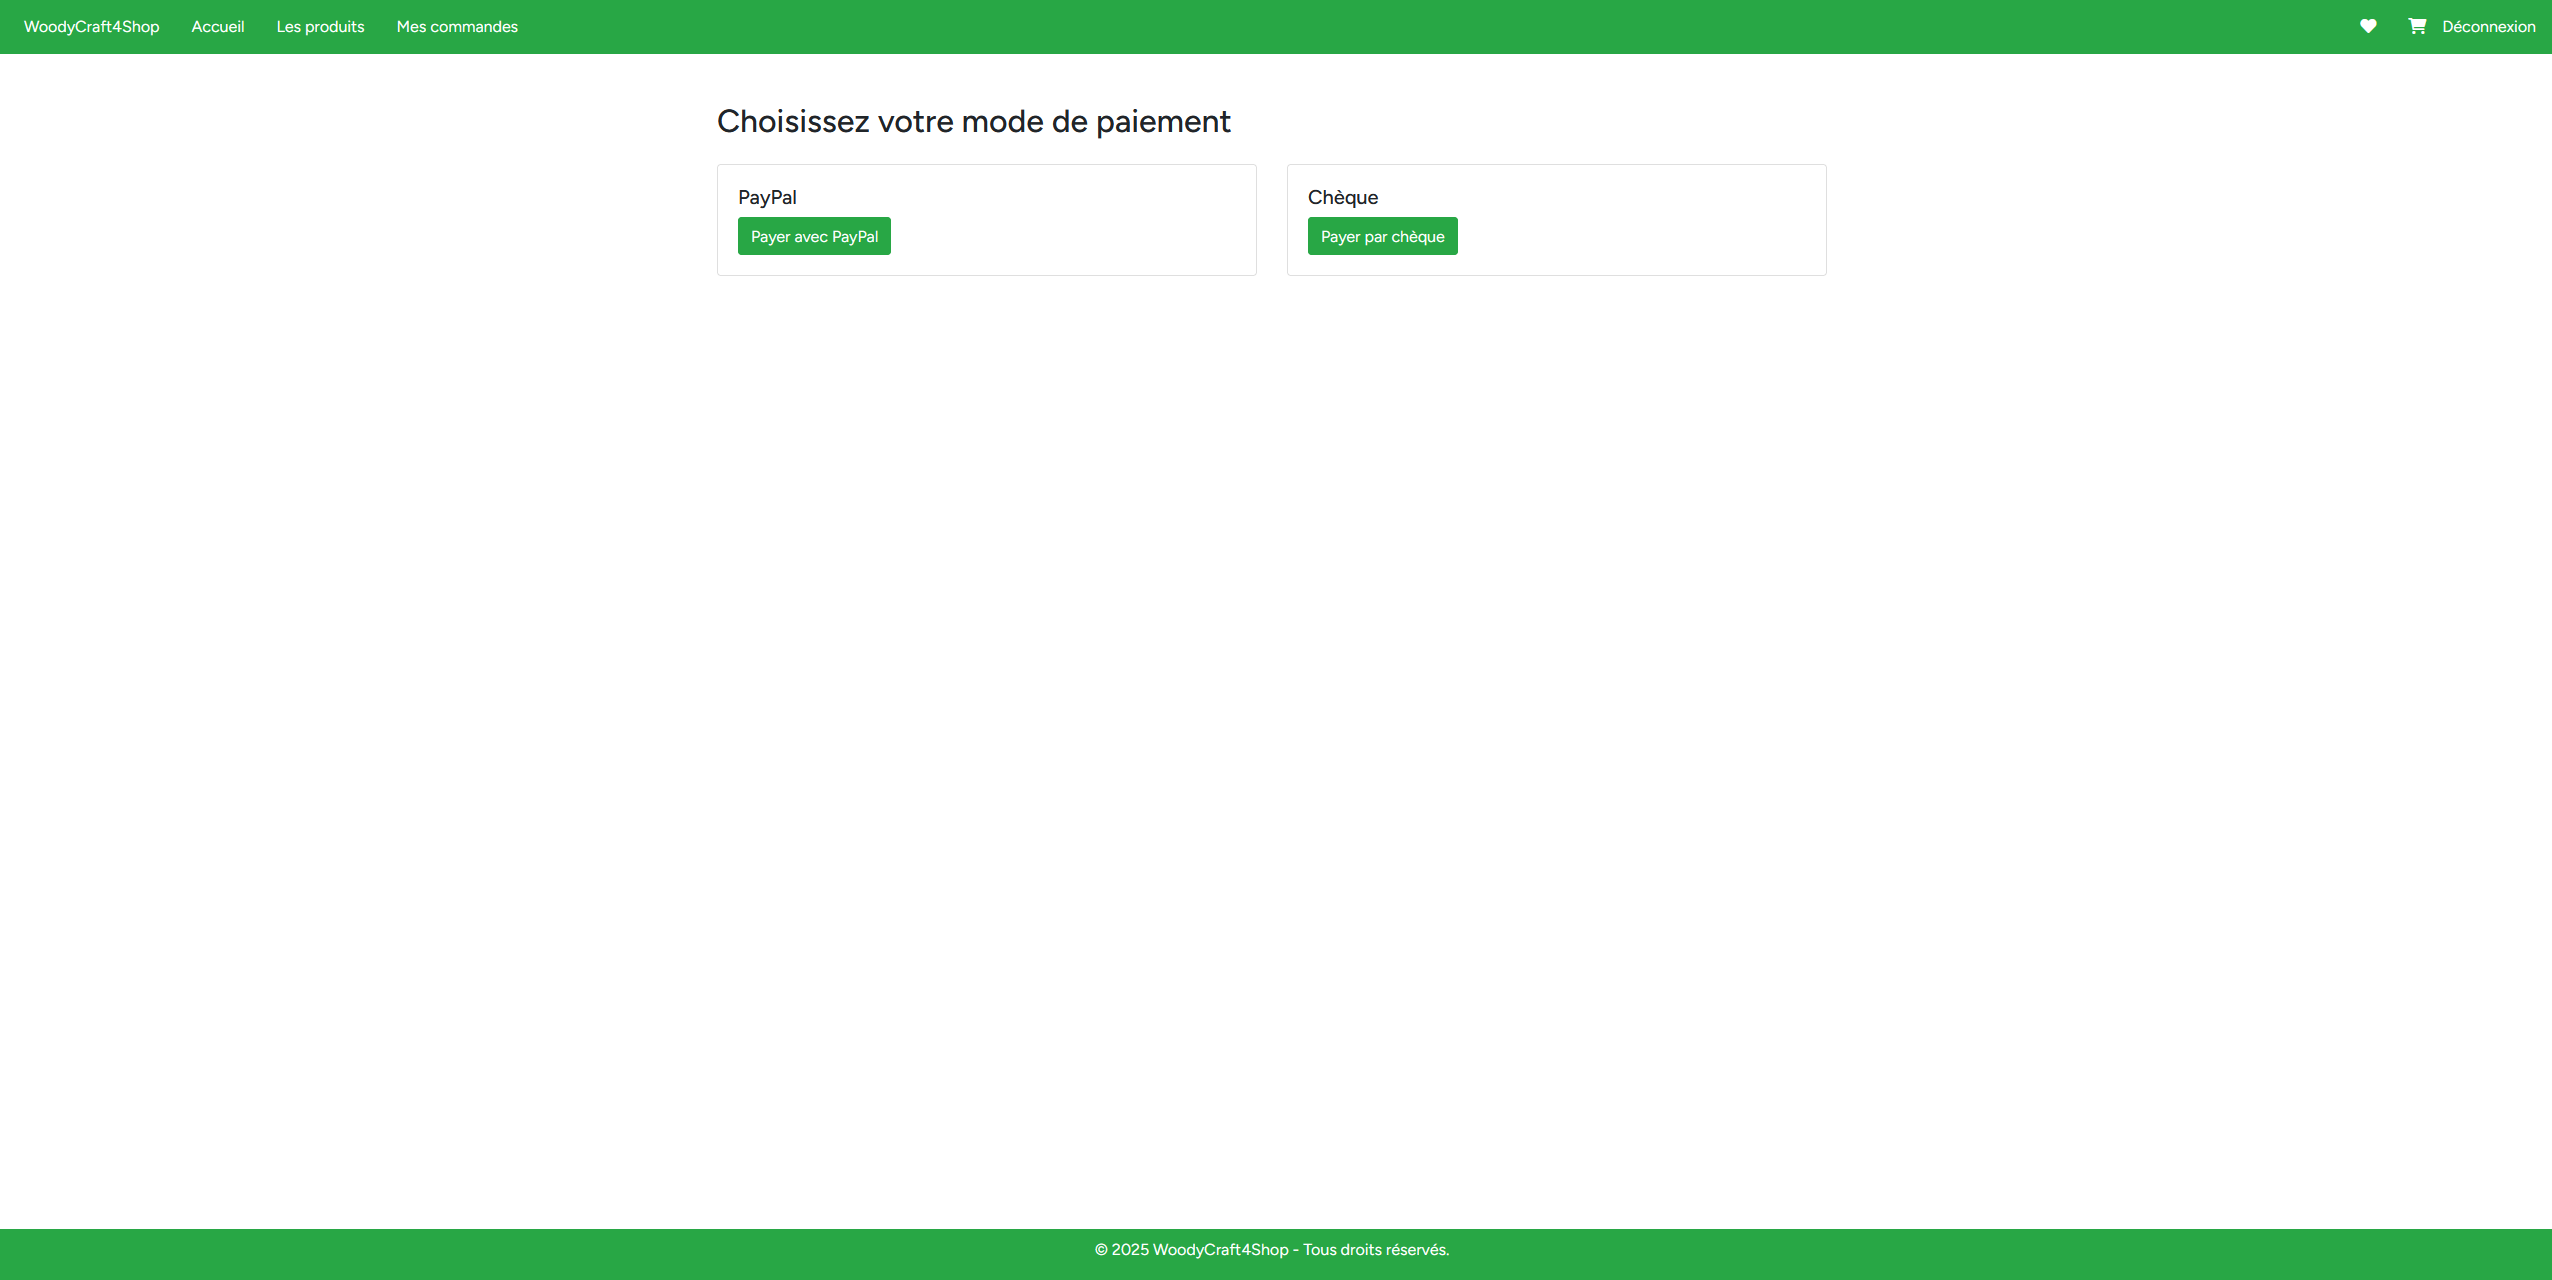 WoodyCraft4Shop Accueil Les produits Mes commandes Déconnexion
Choisissez votre mode de paiement
PayPal
Payer avec PayPal
Chèque
Payer par chèque
© 2025 WoodyCraft4Shop - Tous droits réservés.